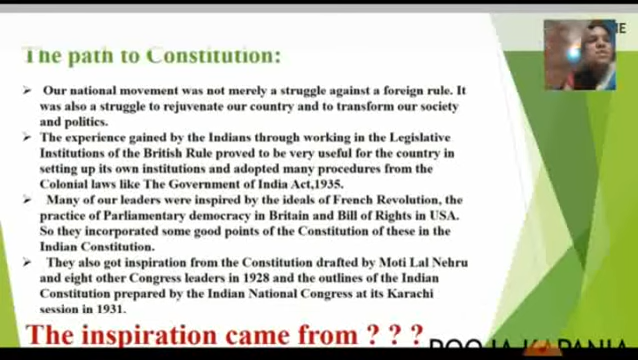 The path to Constitution:
➢ Our national movement was not merely a struggle against a foreign rule. It
was also a struggle to rejuvenate our country and to transform our society
and politics.
➢ The experience gained by the Indians through working in the Legislative
Institutions of the British Rule proved to be very useful for the country in
setting up its own institutions and adopted many procedures from the
Colonial laws like The Government of India Act,1935.
➢ Many of our leaders were inspired by the ideals of French Revolution, the
practice of Parliamentary democracy in Britain and Bill of Rights in USA.
So they incorporated some good points of the Constitution of these in the
Indian Constitution.
➢ They also got inspiration from the Constitution drafted by Moti Lal Nehru
and eight other Congress leaders in 1928 and the outlines of the Indian
Constitution prepared by the Indian National Congress at its Karachi
session in 1931.
The inspiration came from ? ? ?
POOJA KAPANIA